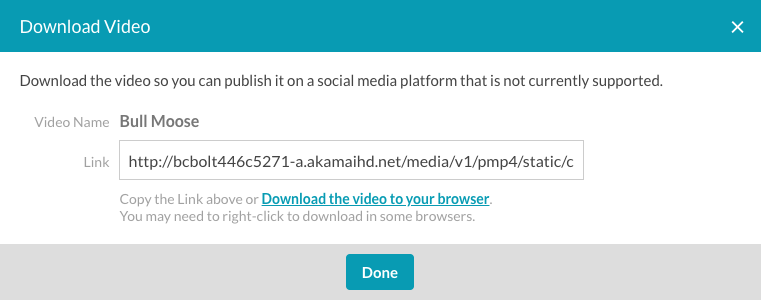 Download Video
Download the video so you can publish it on a social media platform that is not currently supported.
Video Name Bull Moose
Link http://bcbolt446c5271-a.akamaihd.net/media/v1/pmp4/static/c
Copy the Link above or Download the video to your browser.
You may need to right-click to download in some browsers.
Done